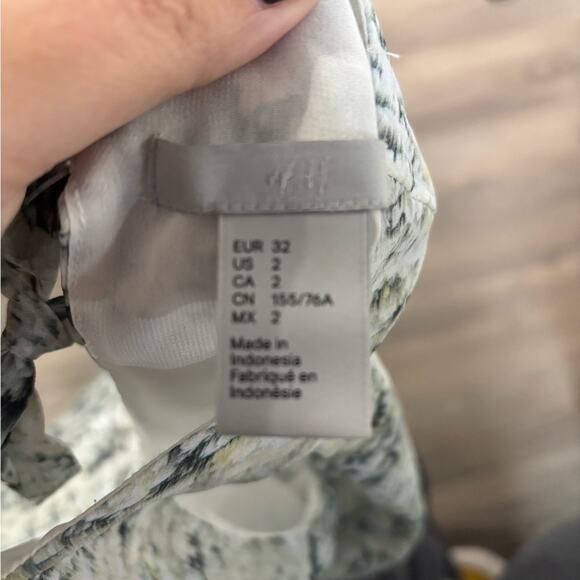 H&M
EUR 32
US 2
CA 2
CN 155/76A
MX 2
Made in
Indonesia
Fabriqué en
Indonésie